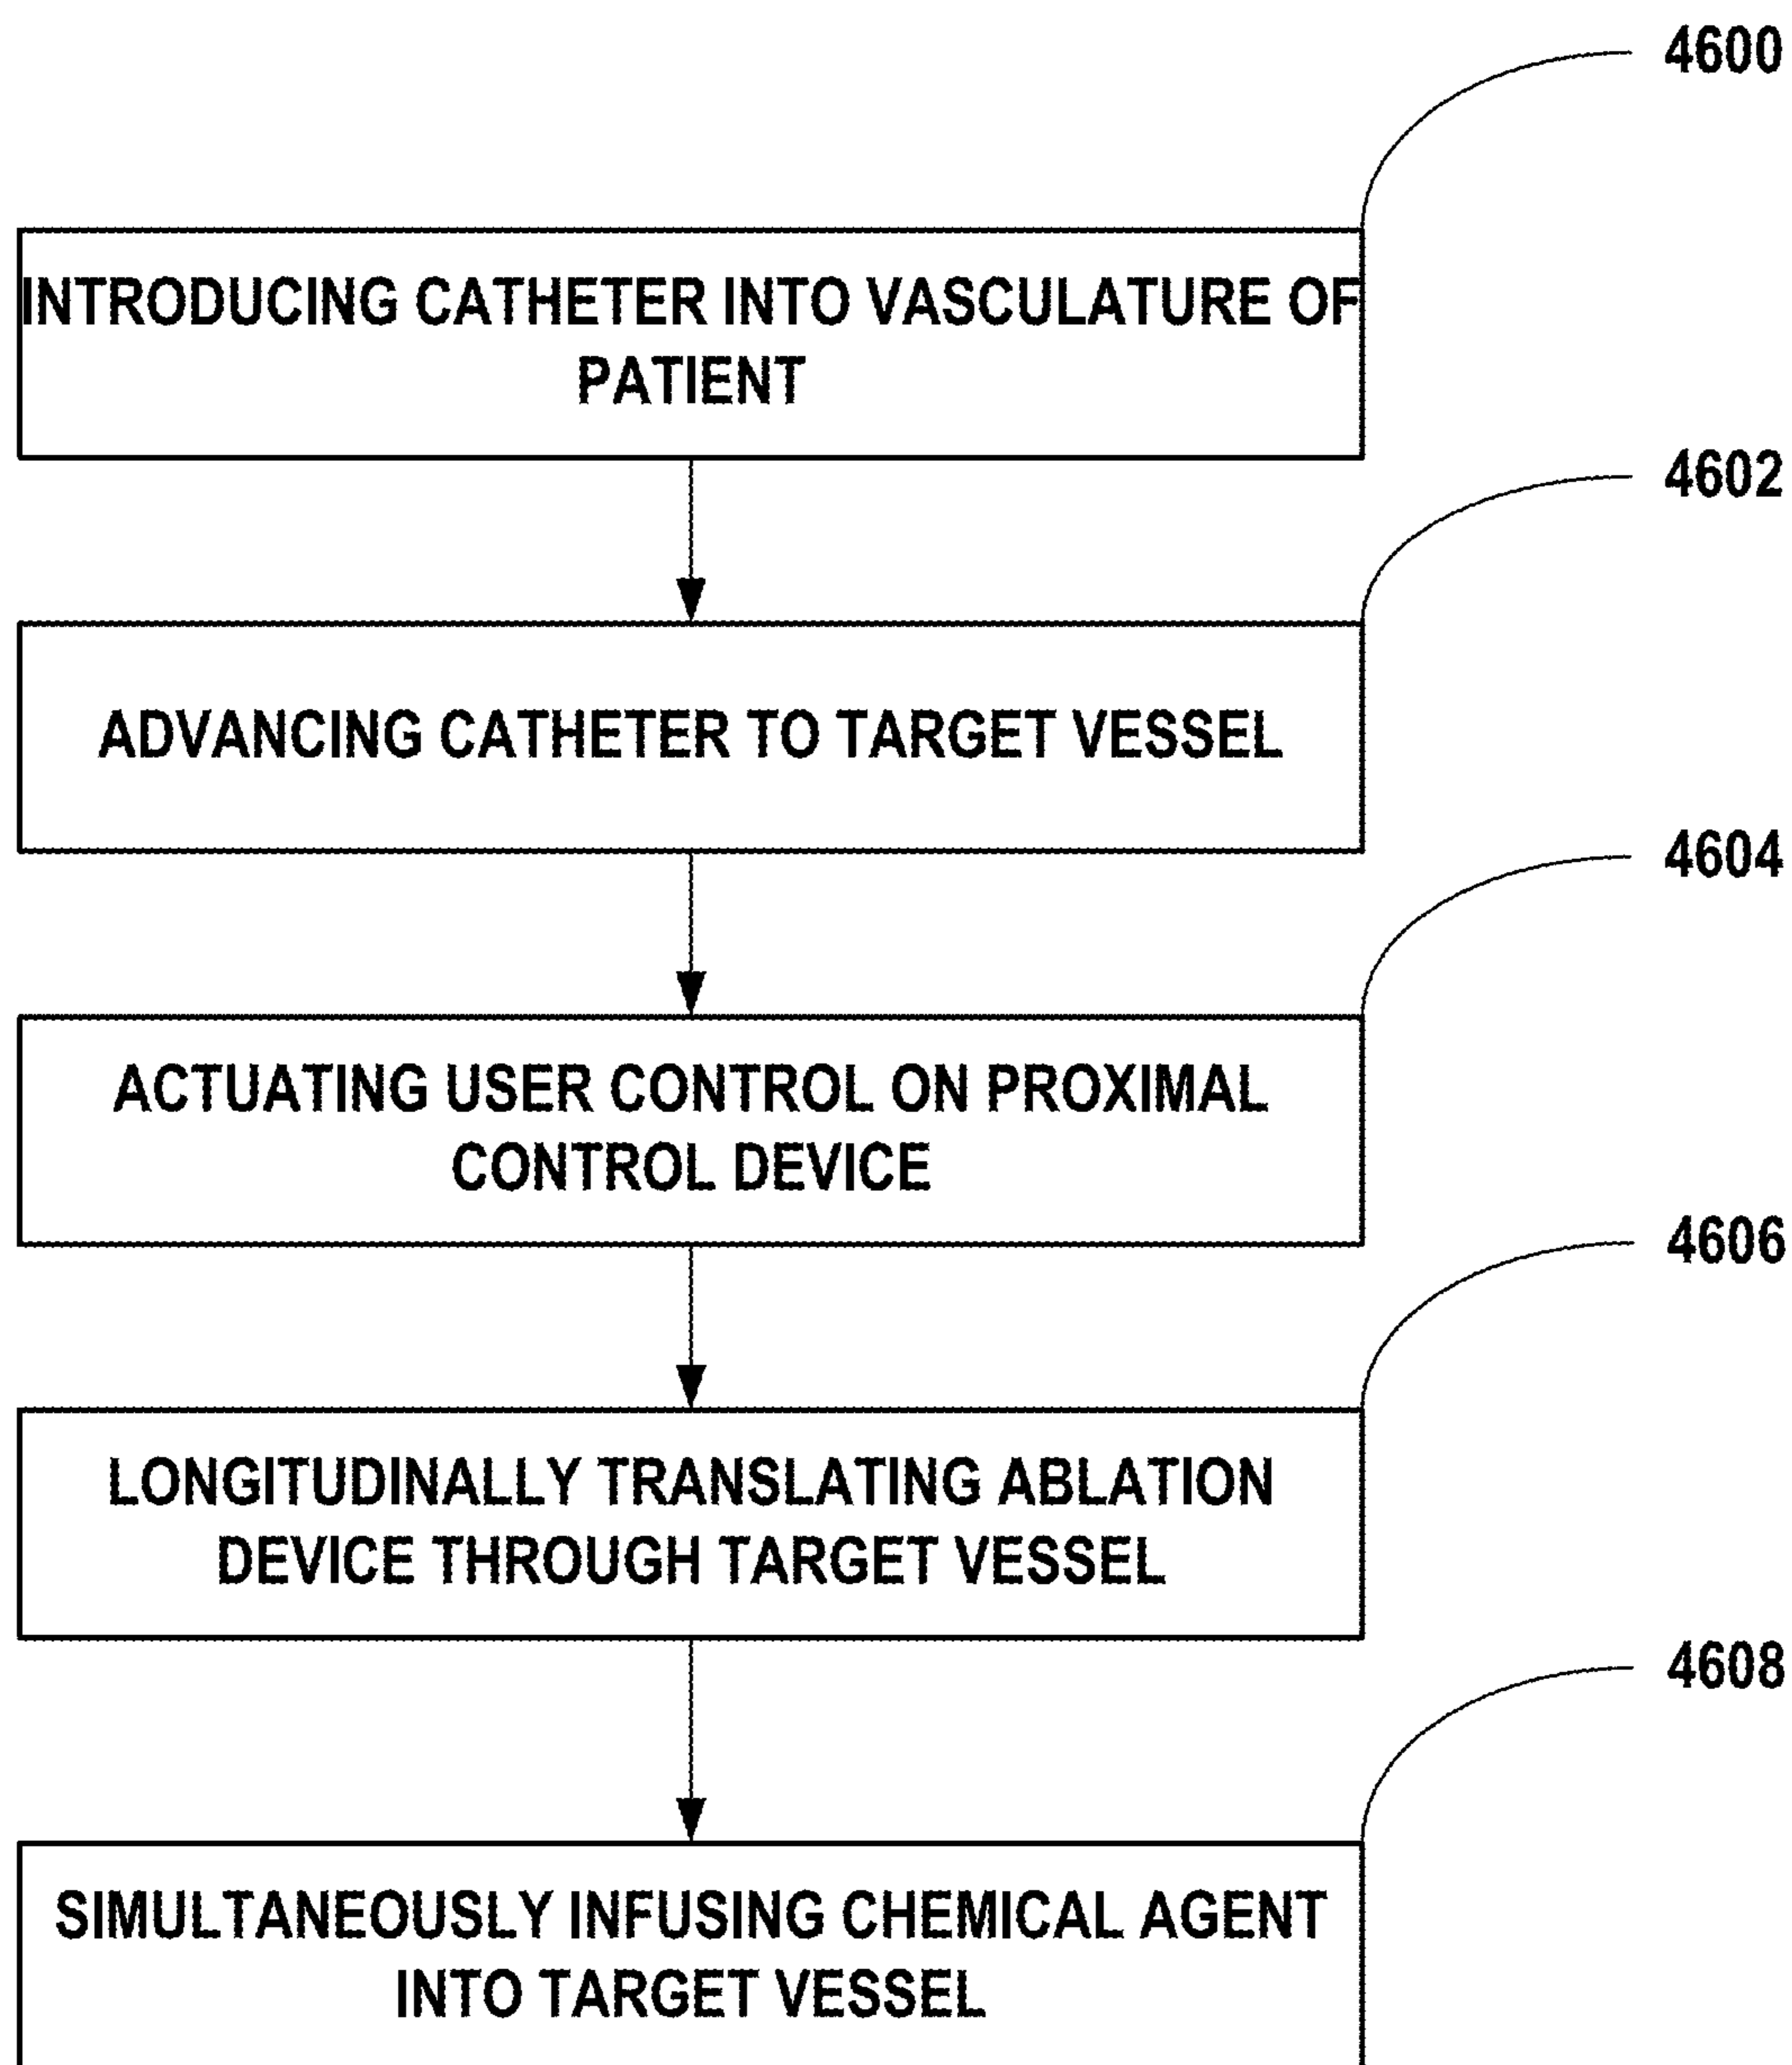 4600
INTRODUCING CATHETER INTO VASCULATURE OF
PATIENT
4602
ADVANCING CATHETER TO TARGET VESSEL
4604
ACTUATING USER CONTROL ON PROXIMAL
CONTROL DEVICE
4606
LONGITUDINALLY TRANSLATING ABLATION
DEVICE THROUGH TARGET VESSEL
4608
SIMULTANEOUSLY INFUSING CHEMICAL AGENT
INTO TARGET VESSEL